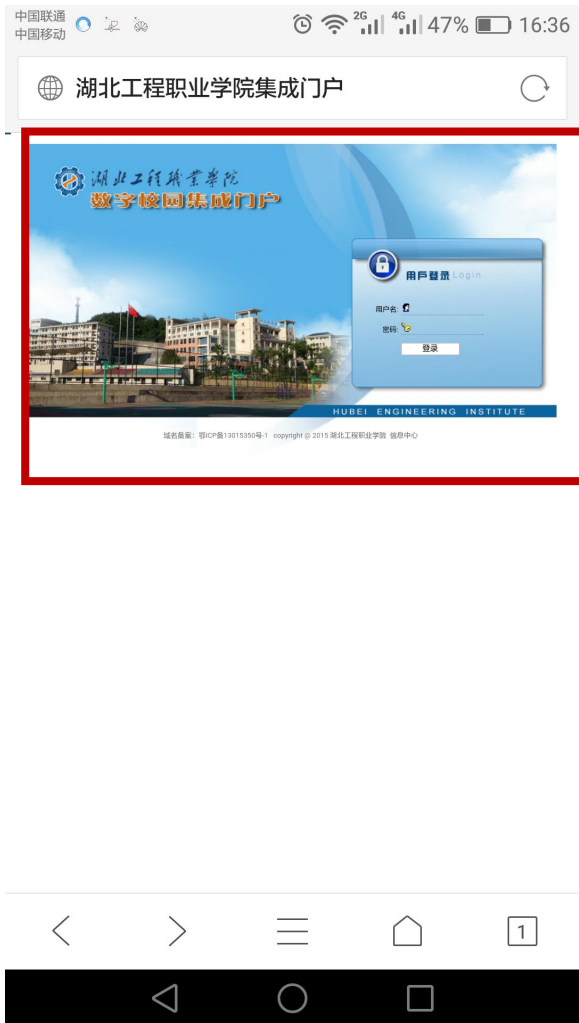 中国联通
中国移动
2G 4G 47% 16:36
湖北工程职业学院集成门户
湖北工程職業学院
数字校园集成门户
用戶登录 Login
用户名:
密码:
登录
HUBEI ENGINEERING INSTITUTE
域名备案：鄂ICP备13015350号-1 copyright @ 2015 湖北工程职业学院 信息中心
1